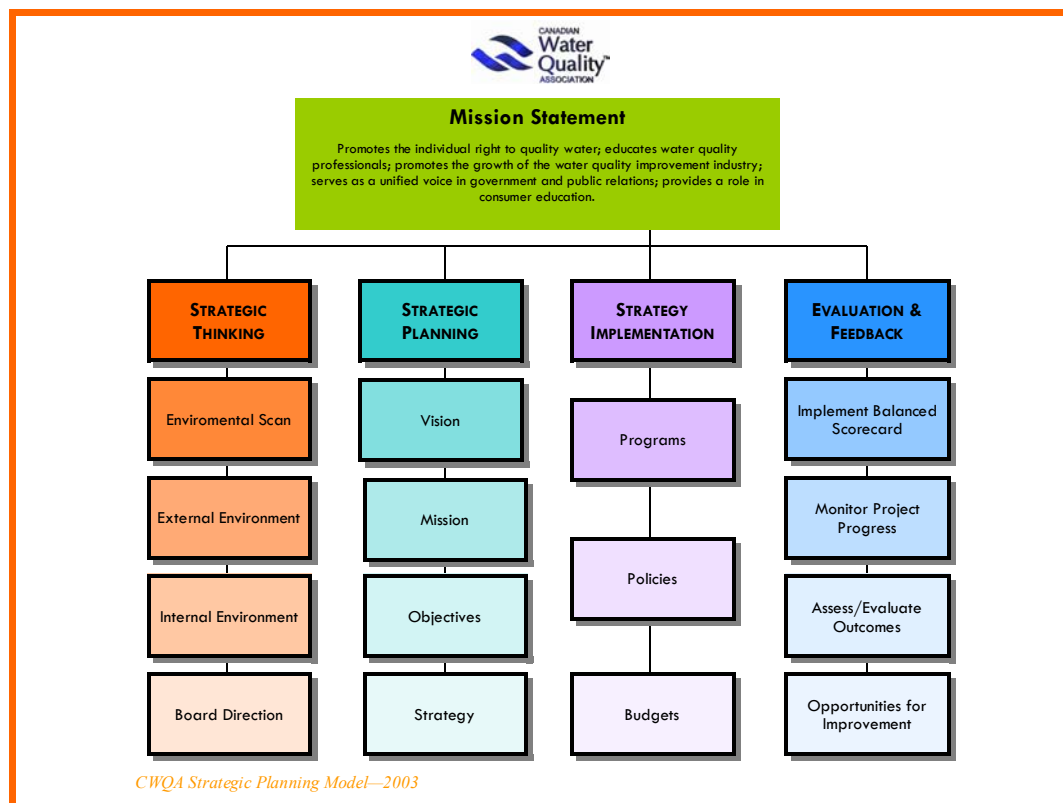 CANADIAN
Water
Quality™
ASSOCIATION
Mission Statement
Promotes the individual right to quality water; educates water quality
professionals; promotes the growth of the water quality improvement industry;
serves as a unified voice in government and public relations; provides a role in
consumer education.
STRATEGIC
THINKING
Enviromental Scan
External Environment
Internal Environment
Board Direction
STRATEGIC
PLANNING
Vision
Mission
Objectives
Strategy
STRATEGY
IMPLEMENTATION
Programs
Policies
Budgets
EVALUATION &
FEEDBACK
Implement Balanced
Scorecard
Monitor Project
Progress
Assess/Evaluate
Outcomes
Opportunities for
Improvement
CWQA Strategic Planning Model—2003